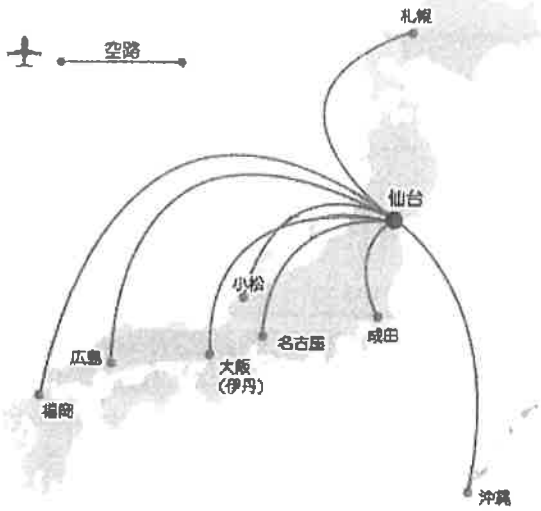 札幌
空路
仙台
小松
名古屋
成田
広島
大阪
(伊丹)
福岡
沖縄